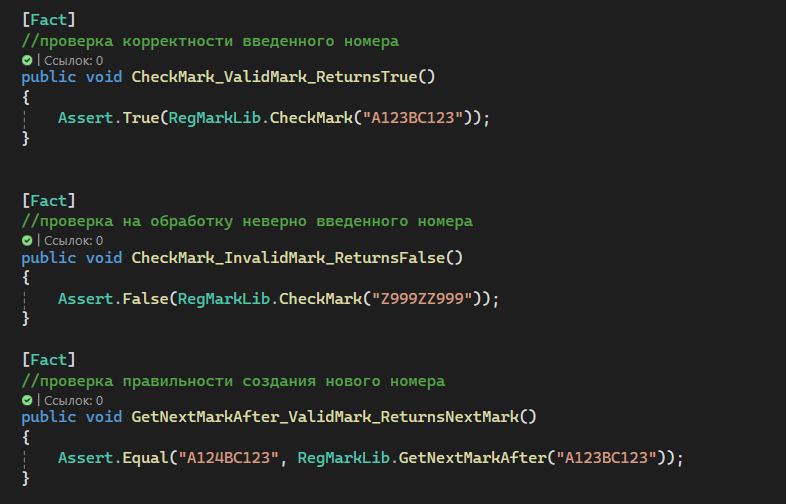 [Fact]
//проверка корректности введенного номера
| Ссылок: 0
public void CheckMark_ValidMark_ReturnsTrue()
{
Assert.True(RegMarkLib.CheckMark("A123BC123"));
}
[Fact]
//проверка на обработку неверно введенного номера
| Ссылок: 0
public void CheckMark_InvalidMark_ReturnsFalse()
{
Assert.False(RegMarkLib.CheckMark("Z999ZZ999"));
}
[Fact]
//проверка правильности создания нового номера
| Ссылок: 0
public void GetNextMarkAfter_ValidMark_ReturnsNextMark()
{
Assert.Equal("A124BC123", RegMarkLib.GetNextMarkAfter("A123BC123"));
}